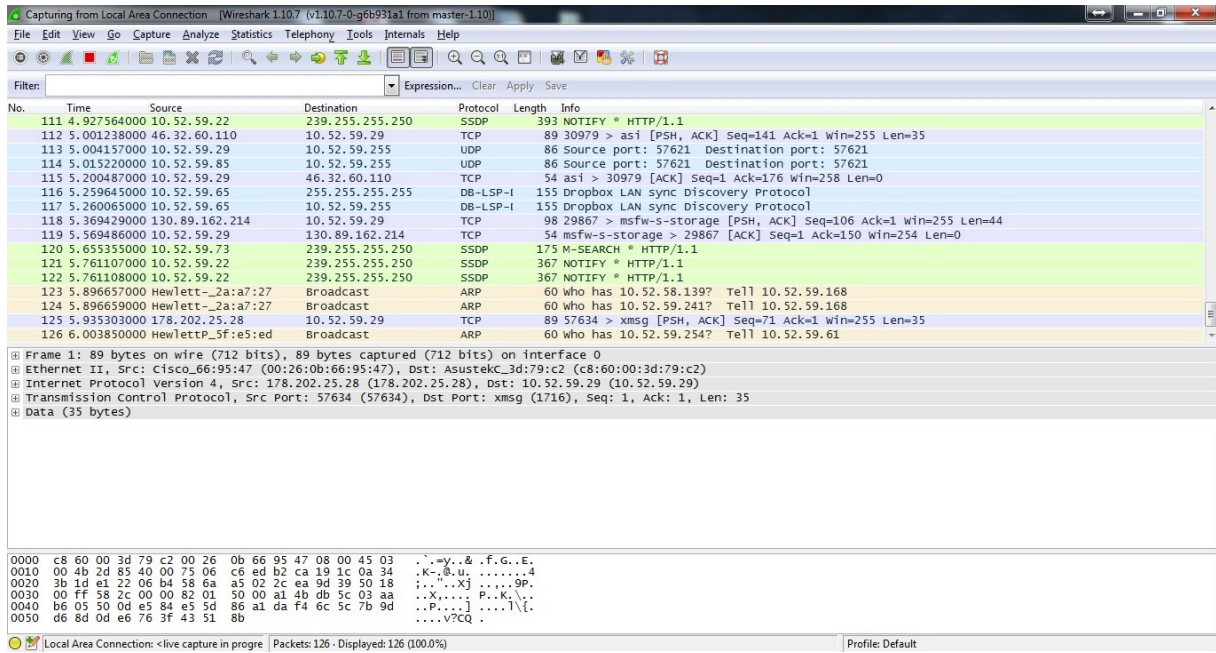 Capturing from Local Area Connection [Wireshark 1.10.7 (v1.10.7-0-g6b931a1 from master-1.10)]
File Edit View Go Capture Analyze Statistics Telephony Tools Internals Help
Filter: Expression... Clear Apply Save
No. Time Source Destination Protocol Length Info
111 4.927564000 10.52.59.22 239.255.255.250 SSDP 393 NOTIFY * HTTP/1.1
112 5.001238000 46.32.60.110 10.52.59.29 TCP 89 30979 > asi [PSH, ACK] Seq=141 Ack=1 Win=255 Len=35
113 5.004157000 10.52.59.29 10.52.59.255 UDP 86 Source port: 57621 Destination port: 57621
114 5.015220000 10.52.59.85 10.52.59.255 UDP 86 Source port: 57621 Destination port: 57621
115 5.200487000 10.52.59.29 46.32.60.110 TCP 54 asi > 30979 [ACK] Seq=1 Ack=176 Win=258 Len=0
116 5.259645000 10.52.59.65 255.255.255.255 DB-LSP-I 155 Dropbox LAN sync Discovery Protocol
117 5.260065000 10.52.59.65 10.52.59.255 DB-LSP-I 155 Dropbox LAN sync Discovery Protocol
118 5.369429000 130.89.162.214 10.52.59.29 TCP 98 29867 > msfw-s-storage [PSH, ACK] Seq=106 Ack=1 Win=255 Len=44
119 5.569486000 10.52.59.29 130.89.162.214 TCP 54 msfw-s-storage > 29867 [ACK] Seq=1 Ack=150 Win=254 Len=0
120 5.655355000 10.52.59.73 239.255.255.250 SSDP 175 M-SEARCH * HTTP/1.1
121 5.761107000 10.52.59.22 239.255.255.250 SSDP 367 NOTIFY * HTTP/1.1
122 5.761108000 10.52.59.22 239.255.255.250 SSDP 367 NOTIFY * HTTP/1.1
123 5.896657000 Hewlett-_2a:a7:27 Broadcast ARP 60 Who has 10.52.58.139? Tell 10.52.59.168
124 5.896659000 Hewlett-_2a:a7:27 Broadcast ARP 60 Who has 10.52.59.241? Tell 10.52.59.168
125 5.935303000 178.202.25.28 10.52.59.29 TCP 89 57634 > xmsg [PSH, ACK] Seq=71 Ack=1 Win=255 Len=35
126 6.003850000 HewlettP_5f:e5:ed Broadcast ARP 60 Who has 10.52.59.254? Tell 10.52.59.61
Frame 1: 89 bytes on wire (712 bits), 89 bytes captured (712 bits) on interface 0
Ethernet II, Src: Cisco_66:95:47 (00:26:0b:66:95:47), Dst: AsustekC_3d:79:c2 (c8:60:00:3d:79:c2)
Internet Protocol Version 4, Src: 178.202.25.28 (178.202.25.28), Dst: 10.52.59.29 (10.52.59.29)
Transmission Control Protocol, Src Port: 57634 (57634), Dst Port: xmsg (1716), Seq: 1, Ack: 1, Len: 35
Data (35 bytes)
0000 c8 60 00 3d 79 c2 00 26 0b 66 95 47 08 00 45 03 .`.=y..& .f.G..E.
0010 00 4b 2d 85 40 00 75 06 c6 ed b2 ca 19 1c 0a 34 .K-.@.u. .......4
0020 3b 1d e1 22 06 b4 58 6a a5 02 2c ea 9d 39 50 18 ;.."..Xj ..,..9P.
0030 00 ff 58 2c 00 00 82 01 50 00 a1 4b db 5c 03 aa ..X,.... P..K.\..
0040 b6 05 50 0d e5 84 e5 5d 86 a1 da f4 6c 5c 7b 9d ..P....] ....l\{.
0050 d6 8d 0d e6 76 3f 43 51 8b ....v?CQ .
Local Area Connection: <live capture in progre Packets: 126 · Displayed: 126 (100.0%) Profile: Default